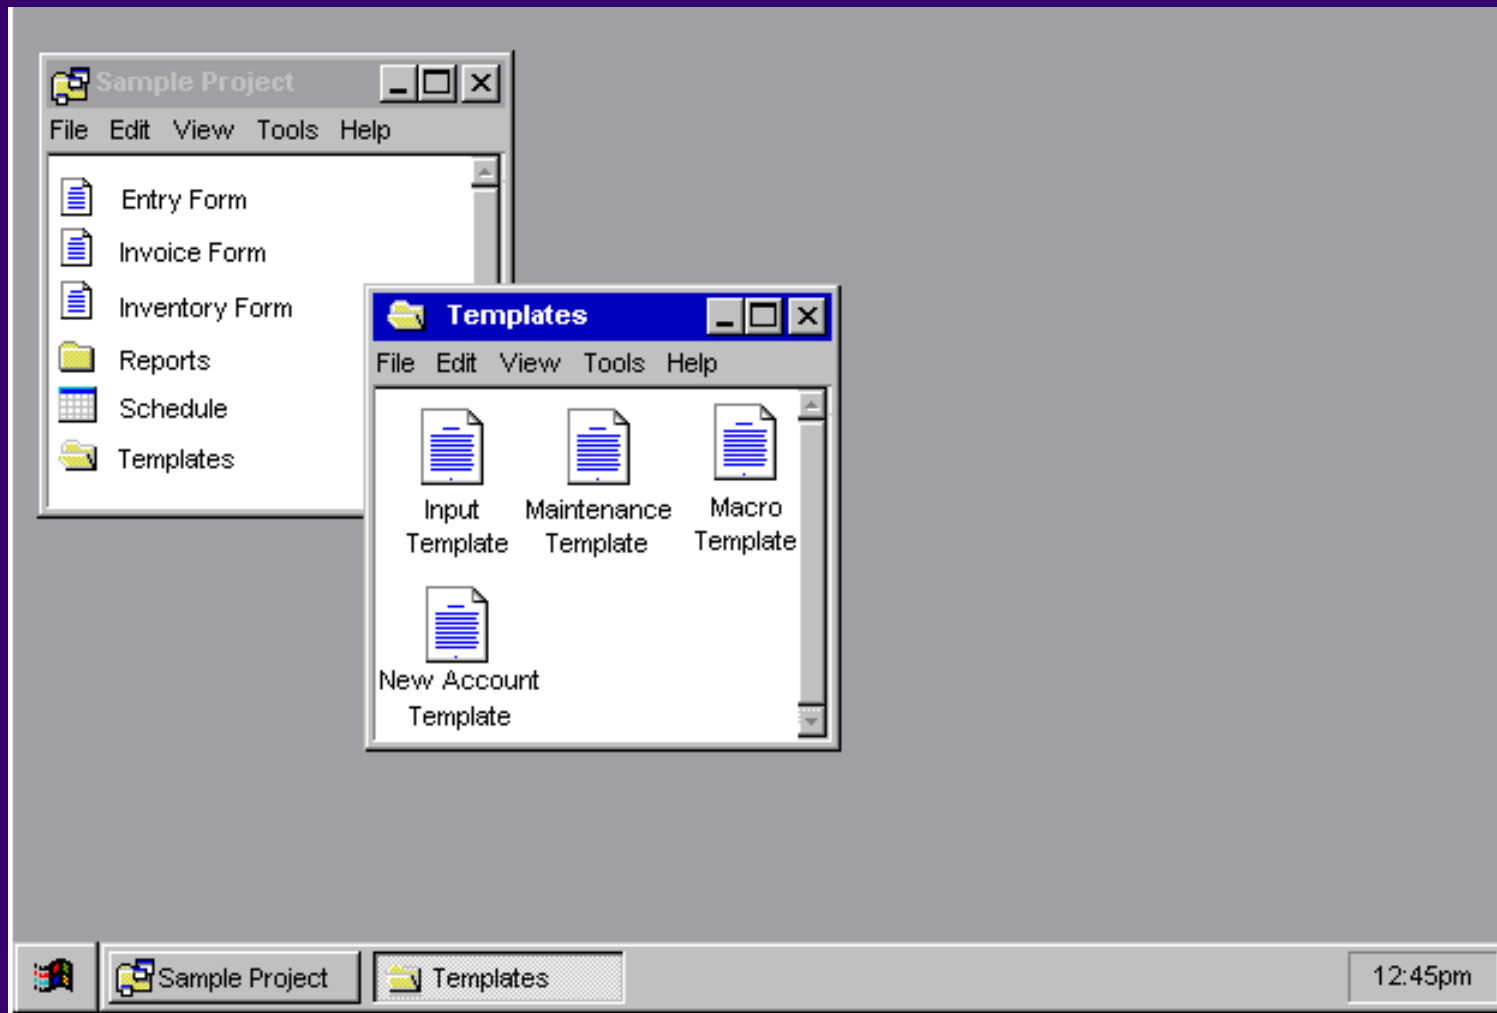 Sample Project
File Edit View Tools Help
Entry Form
Invoice Form
Inventory Form
Reports
Schedule
Templates
Templates
File Edit View Tools Help
Input
Template
Maintenance
Template
Macro
Template
New Account
Template
Sample Project
Templates
12:45pm